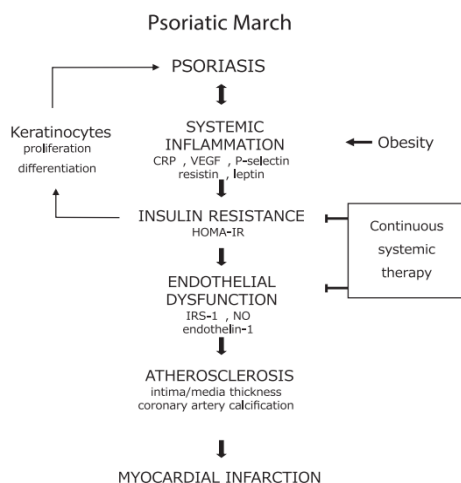 Psoriatic March
PSORIASIS
Keratinocytes
proliferation
differentiation
SYSTEMIC
INFLAMMATION
CRP , VEGF , P-selectin
resistin , leptin
Obesity
INSULIN RESISTANCE
HOMA-IR
Continuous
systemic
therapy
ENDOTHELIAL
DYSFUNCTION
IRS-1 , NO
endothelin-1
ATHEROSCLEROSIS
intima/media thickness
coronary artery calcification
MYOCARDIAL INFARCTION